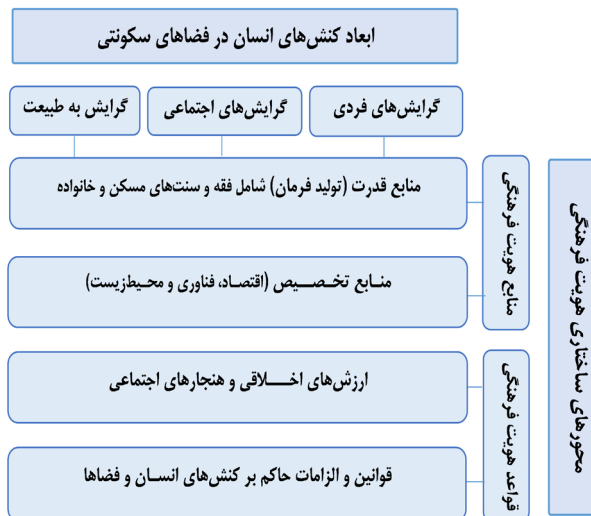 ابعاد کنش‌های انسان در فضاهای سکونتی
گرایش‌های فردی
گرایش‌های اجتماعی
گرایش به طبیعت
محورهای ساختاری هویت فرهنگی
منابع هویت فرهنگی
منابع قدرت (تولید فرمان) شامل فقه و سنت‌های مسکن و خانواده
منابع تخصیص (اقتصاد، فناوری و محیط‌زیست)
قواعد هویت فرهنگی
ارزش‌های اخلاقی و هنجارهای اجتماعی
قوانین و الزامات حاکم بر کنش‌های انسان و فضاها